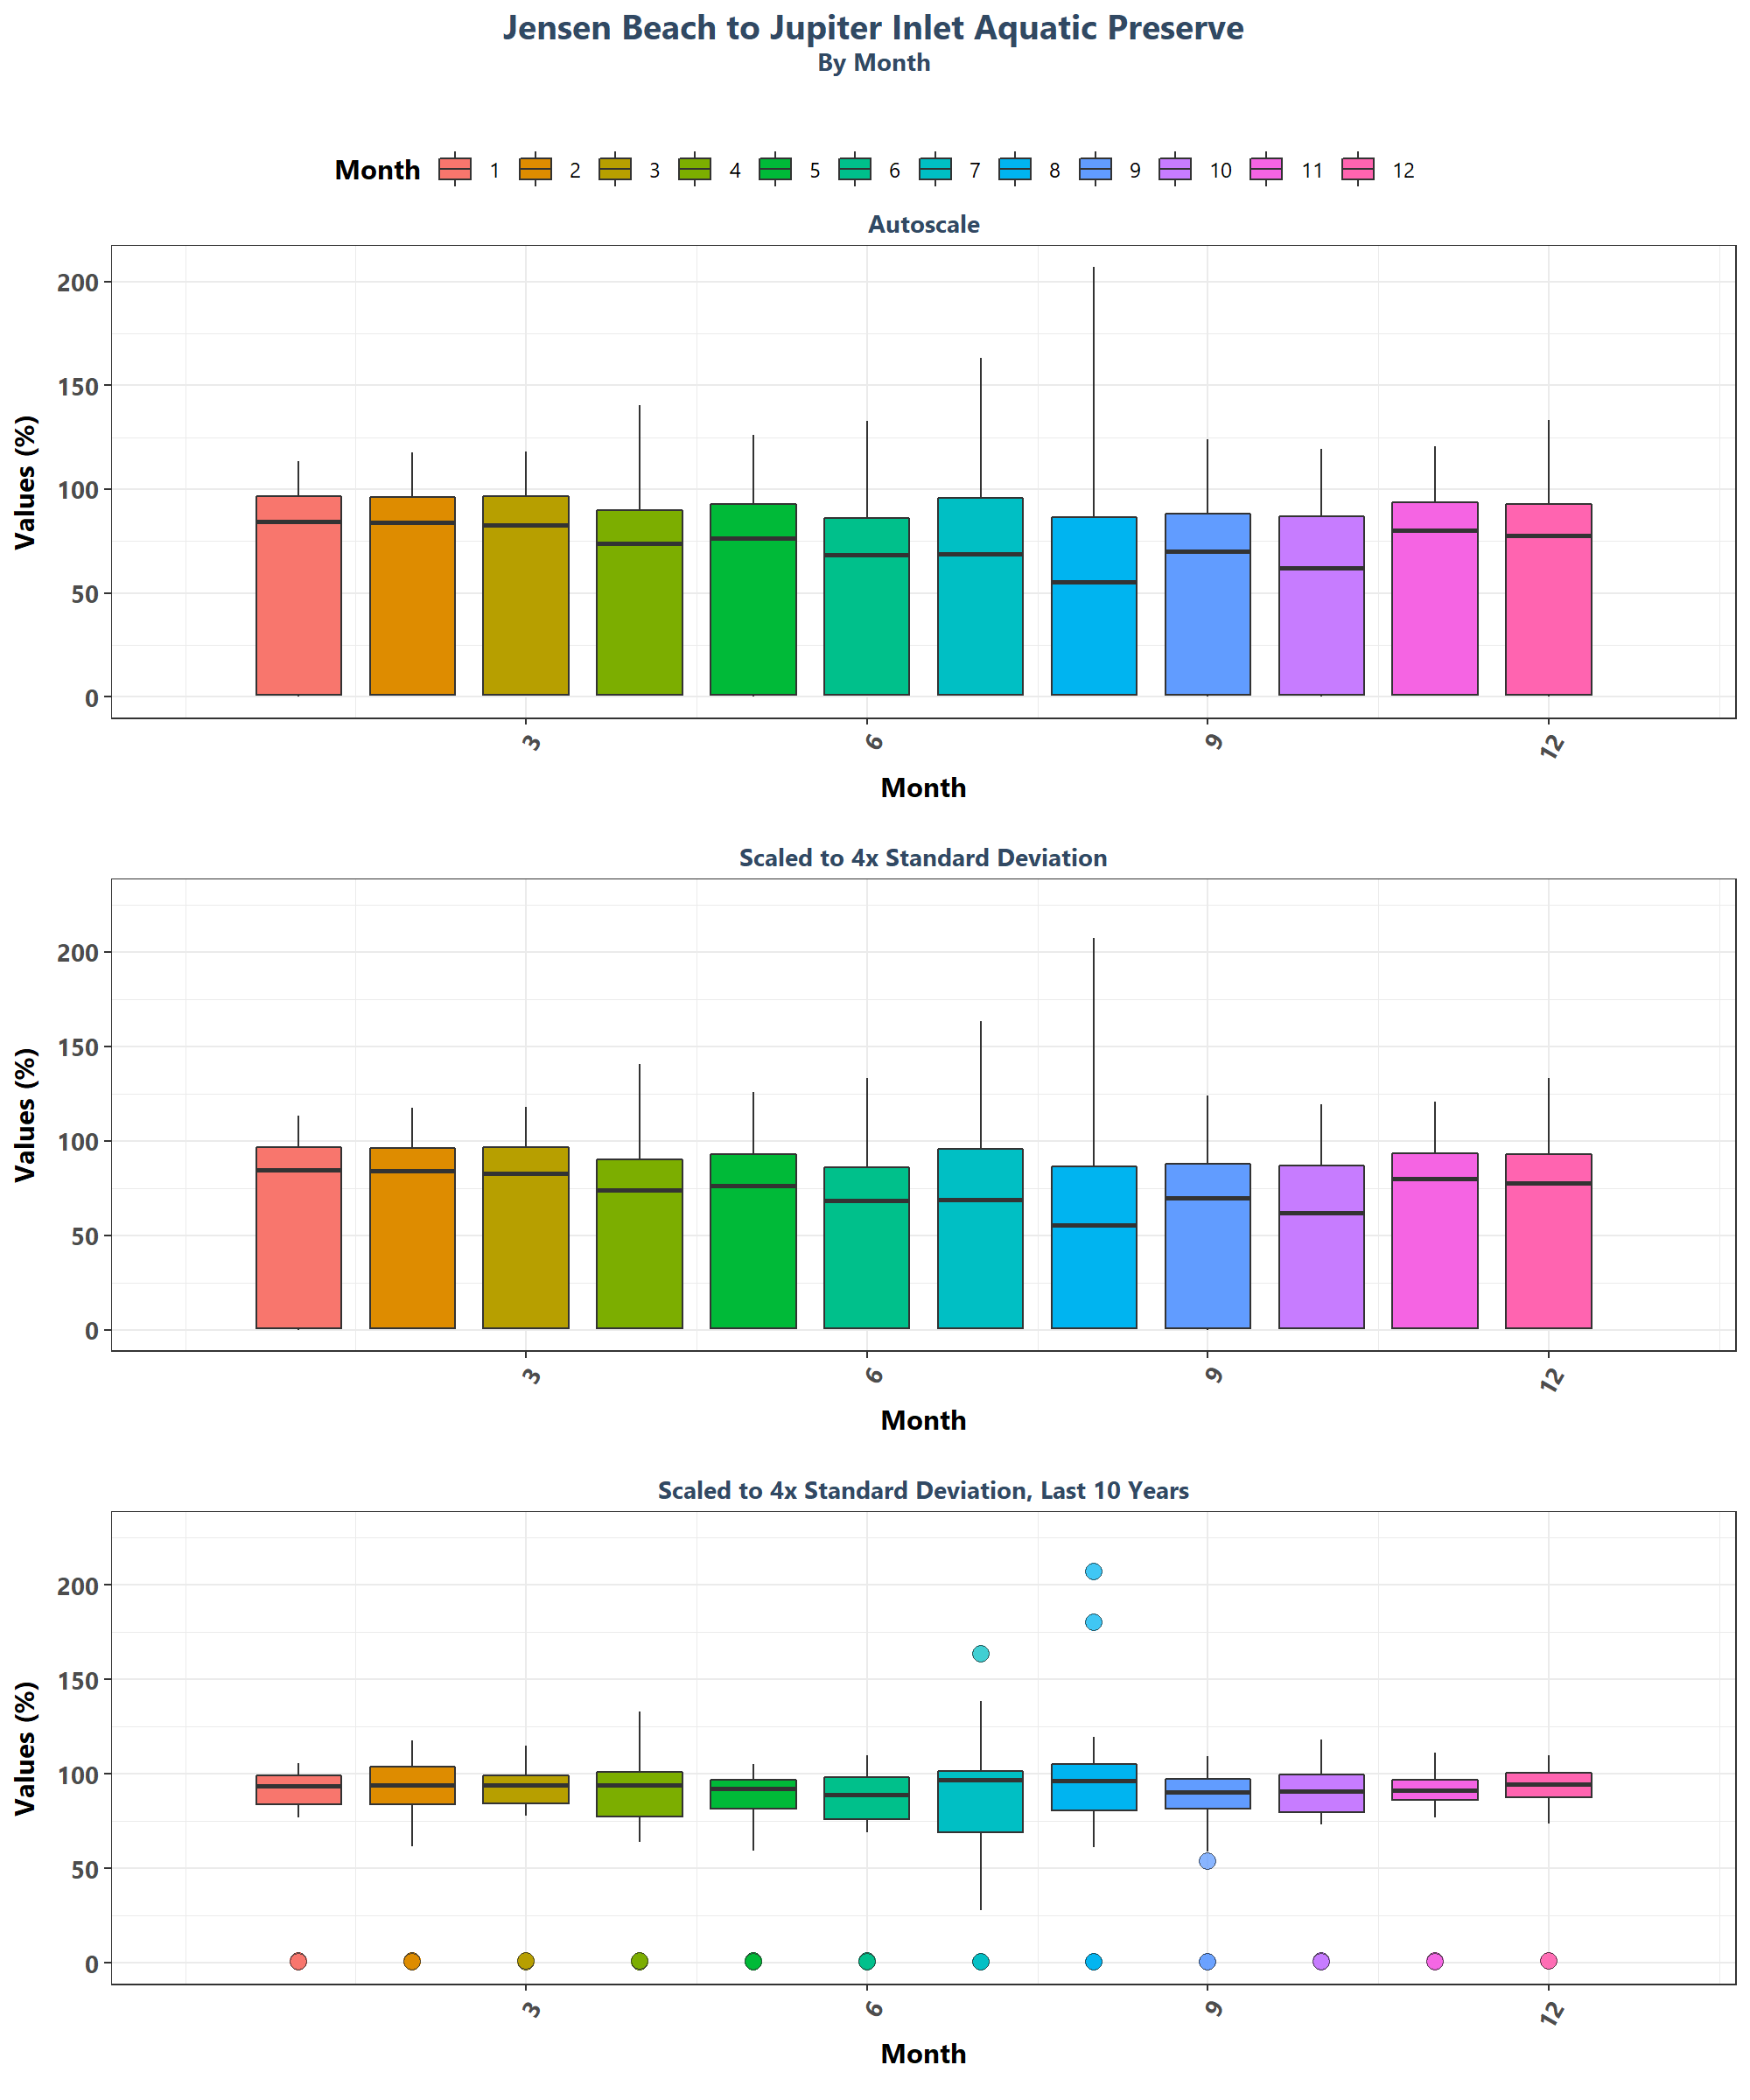 Jensen Beach to Jupiter Inlet Aquatic Preserve
By Month
Month 1 2 3 4 5 6 7 8 9 10 11 12
Autoscale
Values (%)
200
150
100
50
0
3 6 9 12
Month
Scaled to 4x Standard Deviation
Values (%)
200
150
100
50
0
3 6 9 12
Month
Scaled to 4x Standard Deviation, Last 10 Years
Values (%)
200
150
100
50
0
3 6 9 12
Month